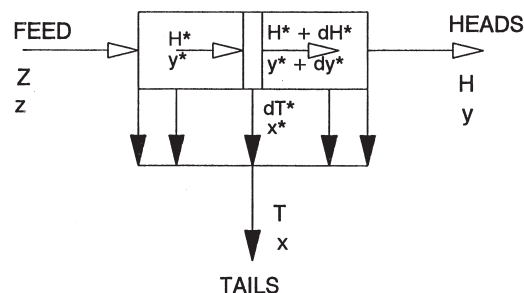 FEED
Z
z
H*
y*
H* + dH*
y* + dy*
HEADS
H
y
dT*
x*
T
x
TAILS